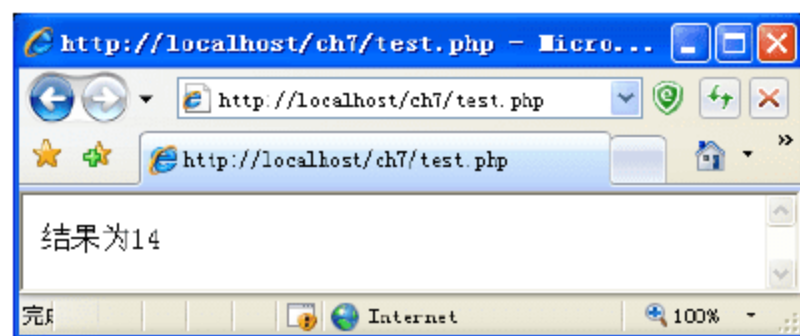 http://localhost/ch7/test.php - Micro...
http://localhost/ch7/test.php
http://localhost/ch7/test.php
结果为14
Internet
100%